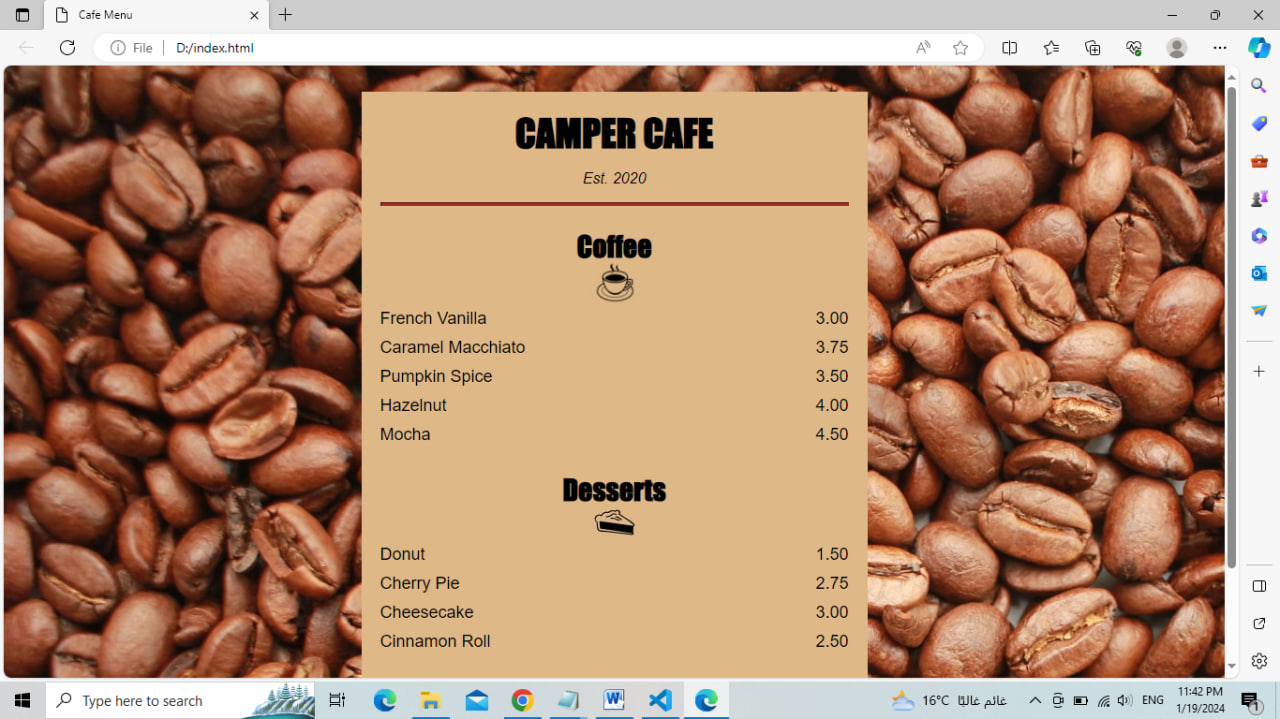 Cafe Menu
File
D:/index.html
CAMPER CAFE
Est. 2020
Coffee
French Vanilla 3.00
Caramel Macchiato 3.75
Pumpkin Spice 3.50
Hazelnut 4.00
Mocha 4.50
Desserts
Donut 1.50
Cherry Pie 2.75
Cheesecake 3.00
Cinnamon Roll 2.50
Type here to search
16°C غائم غالبًا
ENG
11:42 PM
1/19/2024
1